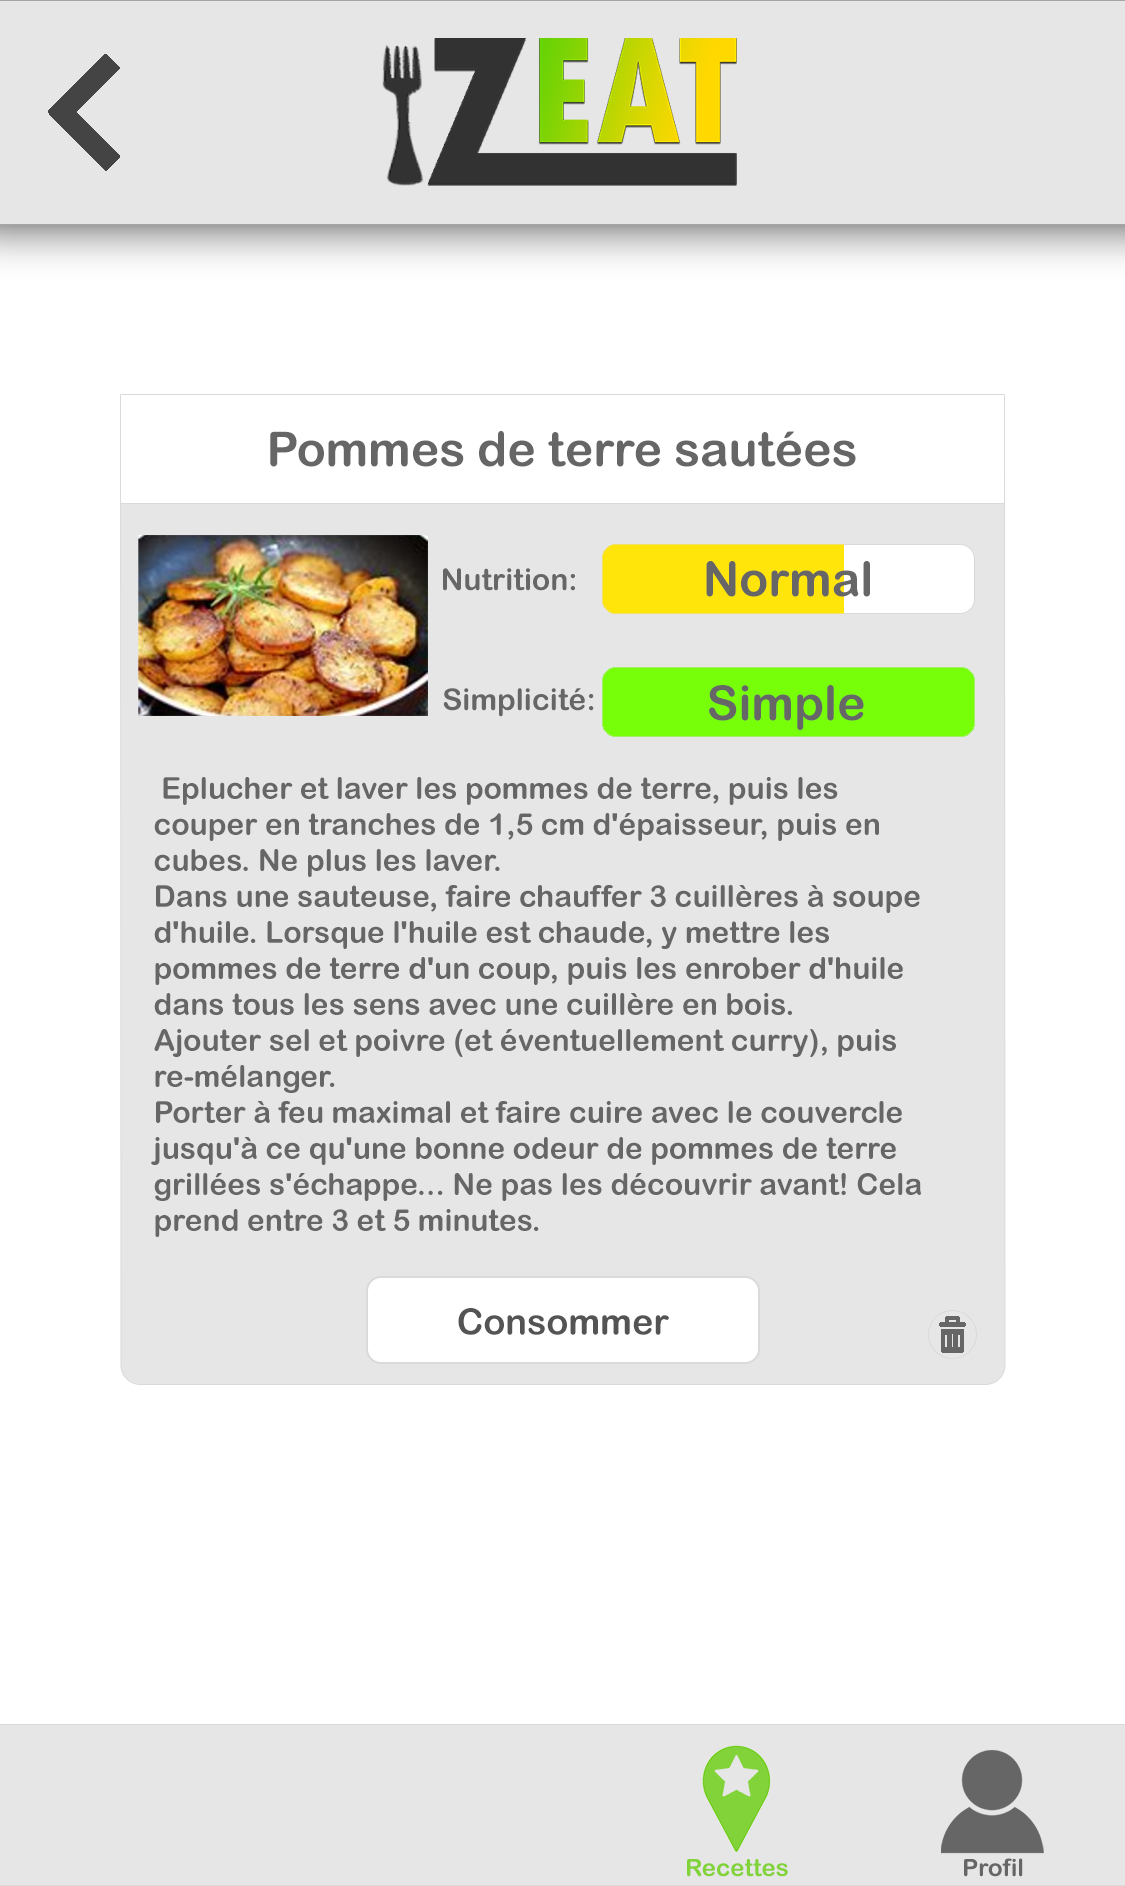 IZEAT
Pommes de terre sautées
Nutrition:
Normal
Simplicité:
Simple
Eplucher et laver les pommes de terre, puis les
couper en tranches de 1,5 cm d'épaisseur, puis en
cubes. Ne plus les laver.
Dans une sauteuse, faire chauffer 3 cuillères à soupe
d'huile. Lorsque l'huile est chaude, y mettre les
pommes de terre d'un coup, puis les enrober d'huile
dans tous les sens avec une cuillère en bois.
Ajouter sel et poivre (et éventuellement curry), puis
re-mélanger.
Porter à feu maximal et faire cuire avec le couvercle
jusqu'à ce qu'une bonne odeur de pommes de terre
grillées s'échappe... Ne pas les découvrir avant! Cela
prend entre 3 et 5 minutes.
Consommer
Recettes
Profil